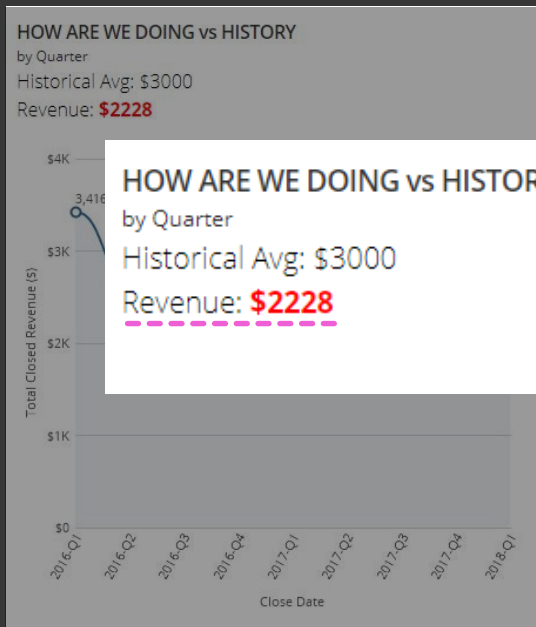 HOW ARE WE DOING vs HISTORY
by Quarter
Historical Avg: $3000
Revenue: $2228
$4K
3,416
HOW ARE WE DOING vs HISTOR
by Quarter
Historical Avg: $3000
Revenue: $2228
$3K
$2K
$1K
$0
Total Closed Revenue ($)
2016-Q1
2016-Q2
2016-Q3
2016-Q4
2017-Q1
2017-Q2
2017-Q3
2017-Q4
2018-Q1
Close Date